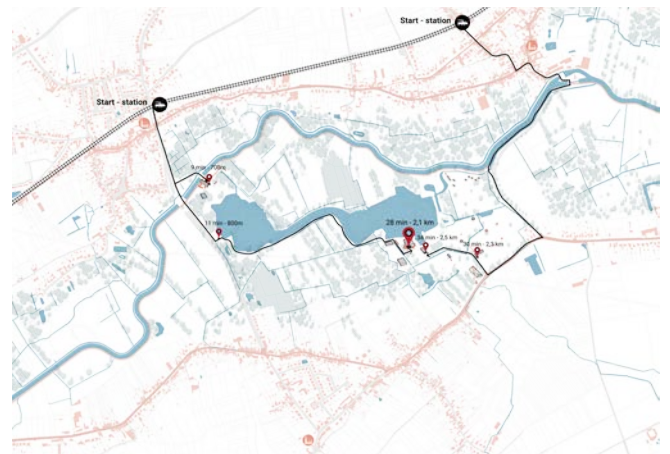 Start - station
Start - station
9 min - 700m
11 min - 800m
28 min - 2,1 km
2,5 km
30 min - 2,3 km